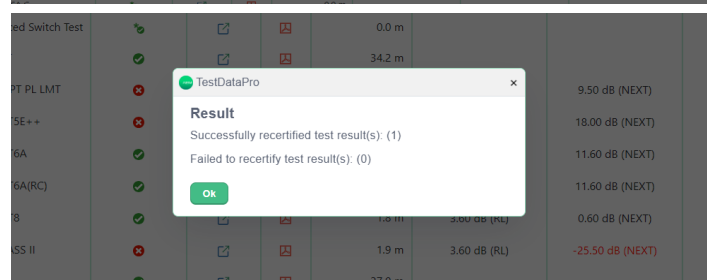 ted Switch Test 0.0 m
34.2 m
TestDataPro ×
PT PL LMT 9.50 dB (NEXT)
Result
Successfully recertified test result(s): (1)
T5E++ 18.00 dB (NEXT)
Failed to recertify test result(s): (0)
T6A 11.60 dB (NEXT)
T6A(RC) 11.60 dB (NEXT)
Ok
T8 1.8 m 3.60 dB (RL) 0.60 dB (NEXT)
ASS II 1.9 m 3.60 dB (RL) -25.50 dB (NEXT)